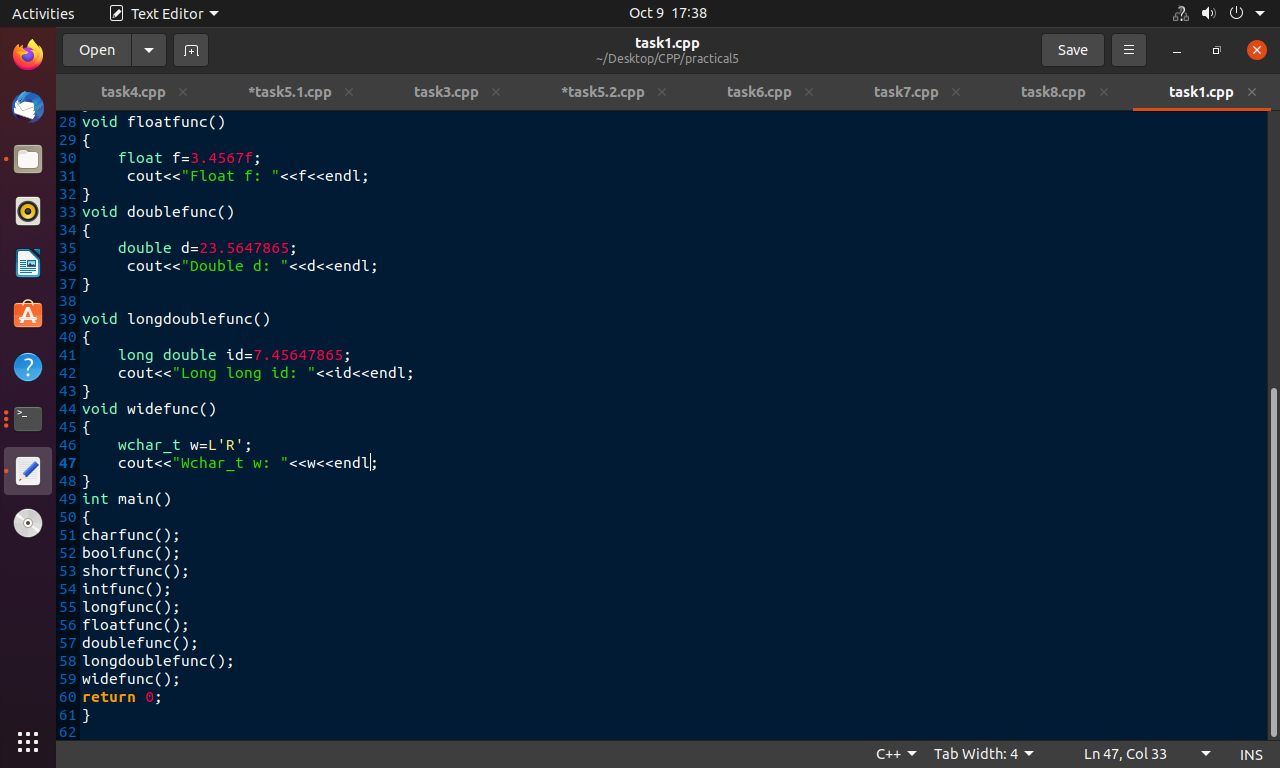 Activities Text Editor Oct 9 17:38
Open task1.cpp Save
~/Desktop/CPP/practical5
task4.cpp *task5.1.cpp task3.cpp *task5.2.cpp task6.cpp task7.cpp task8.cpp task1.cpp
28 void floatfunc()
29 {
30     float f=3.4567f;
31      cout<<"Float f: "<<f<<endl;
32 }
33 void doublefunc()
34 {
35     double d=23.5647865;
36      cout<<"Double d: "<<d<<endl;
37 }
38
39 void longdoublefunc()
40 {
41     long double id=7.45647865;
42     cout<<"Long long id: "<<id<<endl;
43 }
44 void widefunc()
45 {
46     wchar_t w=L'R';
47     cout<<"Wchar_t w: "<<w<<endl;
48 }
49 int main()
50 {
51 charfunc();
52 boolfunc();
53 shortfunc();
54 intfunc();
55 longfunc();
56 floatfunc();
57 doublefunc();
58 longdoublefunc();
59 widefunc();
60 return 0;
61 }
62
C++ Tab Width: 4 Ln 47, Col 33 INS